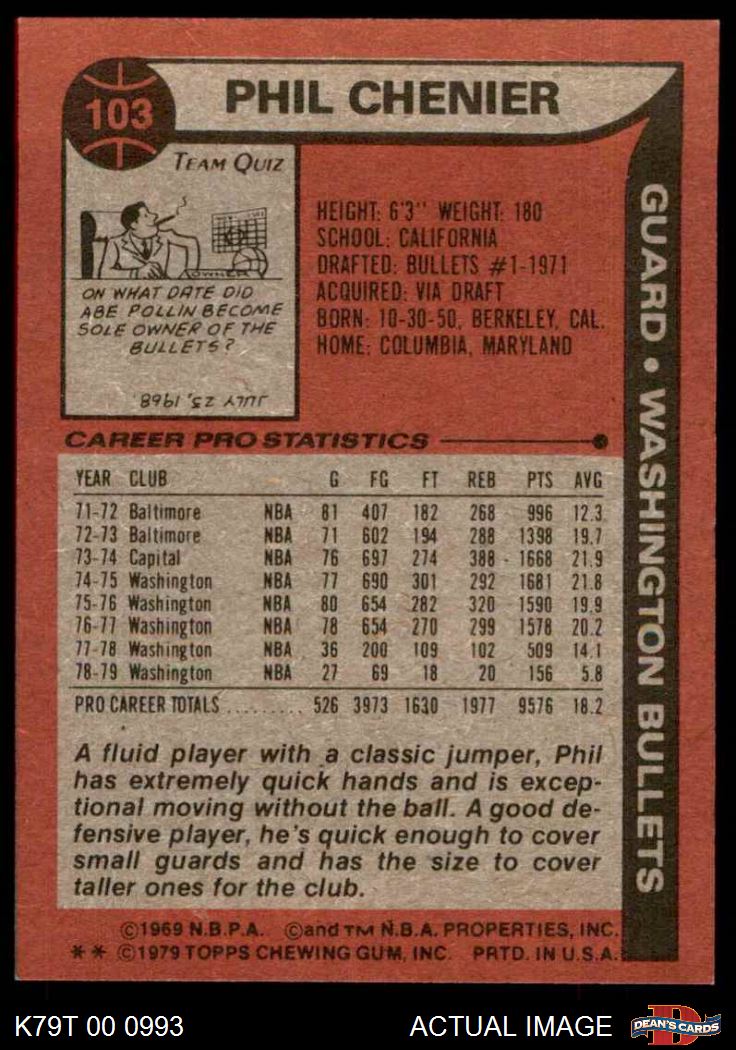 103
PHIL CHENIER
TEAM QUIZ
OWNER
ON WHAT DATE DID
ABE POLLIN BECOME
SOLE OWNER OF THE
BULLETS?
JULY 25, 1968.
HEIGHT: 6'3" WEIGHT: 180
SCHOOL: CALIFORNIA
DRAFTED: BULLETS #1-1971
ACQUIRED: VIA DRAFT
BORN: 10-30-50, BERKELEY, CAL.
HOME: COLUMBIA, MARYLAND
GUARD • WASHINGTON BULLETS
CAREER PRO STATISTICS
YEAR CLUB G FG FT REB PTS AVG
71-72 Baltimore NBA 81 407 182 268 996 12.3
72-73 Baltimore NBA 71 602 194 288 1398 19.7
73-74 Capital NBA 76 697 274 388 1668 21.9
74-75 Washington NBA 77 690 301 292 1681 21.8
75-76 Washington NBA 80 654 282 320 1590 19.9
76-77 Washington NBA 78 654 270 299 1578 20.2
77-78 Washington NBA 36 200 109 102 509 14.1
78-79 Washington NBA 27 69 18 20 156 5.8
PRO CAREER TOTALS ......... 526 3973 1630 1977 9576 18.2
A fluid player with a classic jumper, Phil
has extremely quick hands and is excep-
tional moving without the ball. A good de-
fensive player, he's quick enough to cover
small guards and has the size to cover
taller ones for the club.
©1969 N.B.P.A. ©and TM N.B.A. PROPERTIES, INC.
** ©1979 TOPPS CHEWING GUM, INC. PRTD. IN U.S.A.
K79T 00 0993
ACTUAL IMAGE
D
DEAN'S CARDS